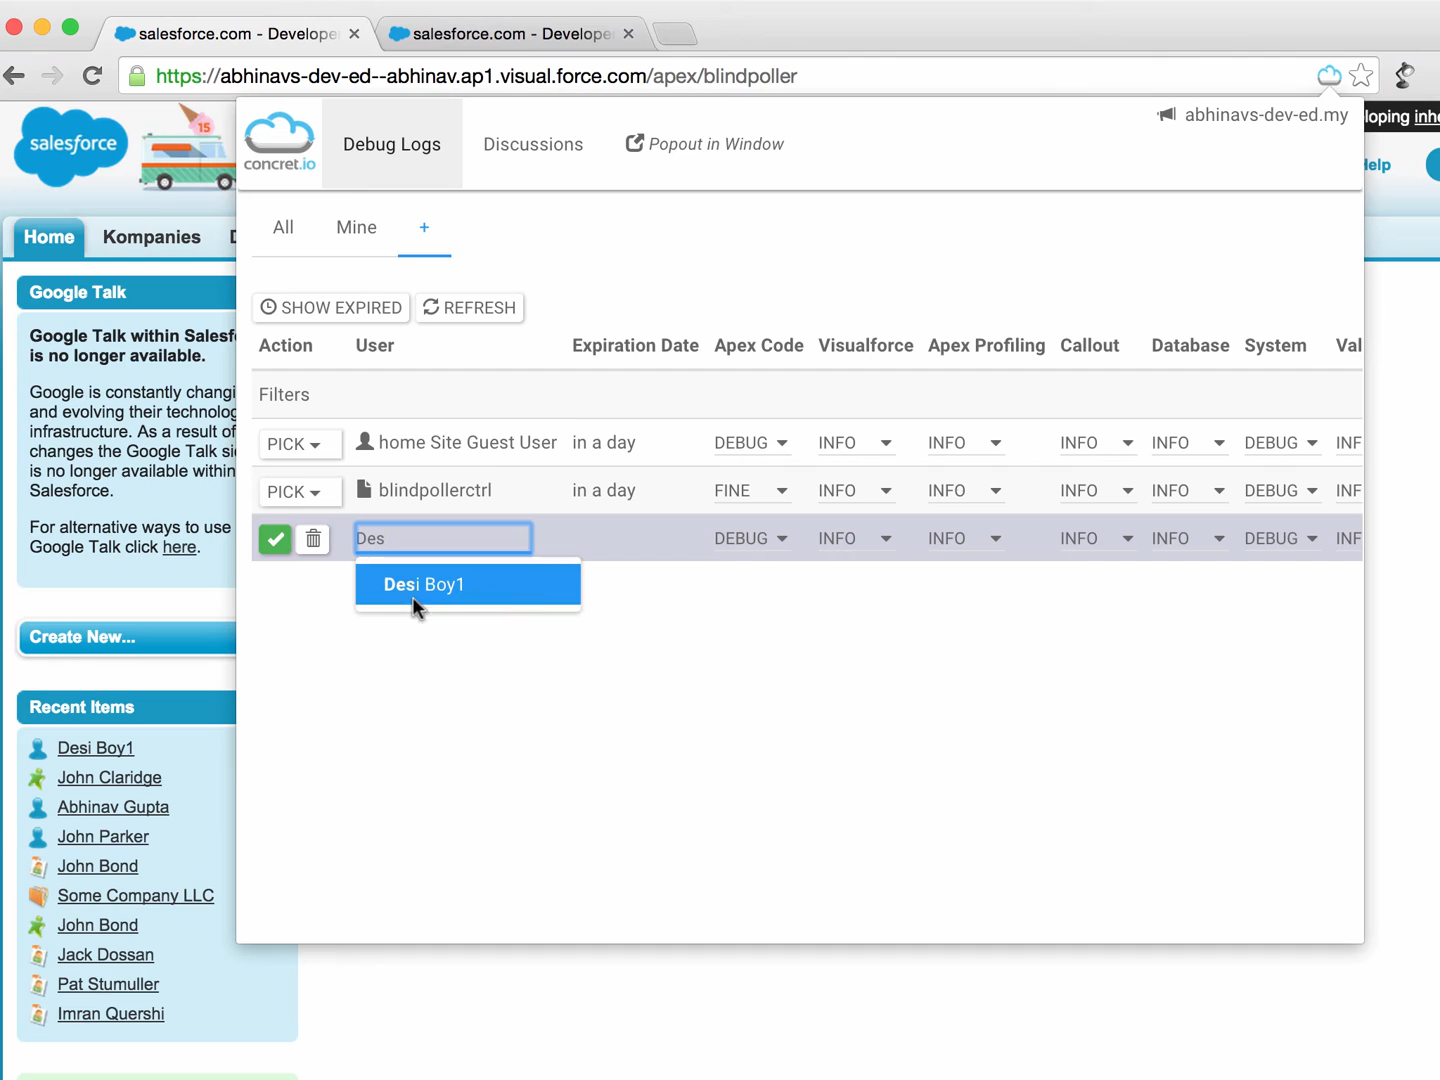 salesforce.com - Develope
salesforce.com - Develope
https://abhinavs-dev-ed--abhinav.ap1.visual.force.com/apex/blindpoller
salesforce
15
concret.io
Debug Logs
Discussions
Popout in Window
abhinavs-dev-ed.my
loping inhe
Help
Home
Kompanies
D
All
Mine
+
SHOW EXPIRED
REFRESH
Action User Expiration Date Apex Code Visualforce Apex Profiling Callout Database System Val
Filters
PICK home Site Guest User in a day DEBUG INFO INFO INFO INFO DEBUG INF
PICK blindpollerctrl in a day FINE INFO INFO INFO INFO DEBUG INF
Des DEBUG INFO INFO INFO INFO DEBUG INF
Desi Boy1
Google Talk
Google Talk within Salesf
is no longer available.
Google is constantly changi
and evolving their technolog
infrastructure. As a result of
changes the Google Talk si
is no longer available within
Salesforce.
For alternative ways to use
Google Talk click here.
Create New...
Recent Items
Desi Boy1
John Claridge
Abhinav Gupta
John Parker
John Bond
Some Company LLC
John Bond
Jack Dossan
Pat Stumuller
Imran Quershi